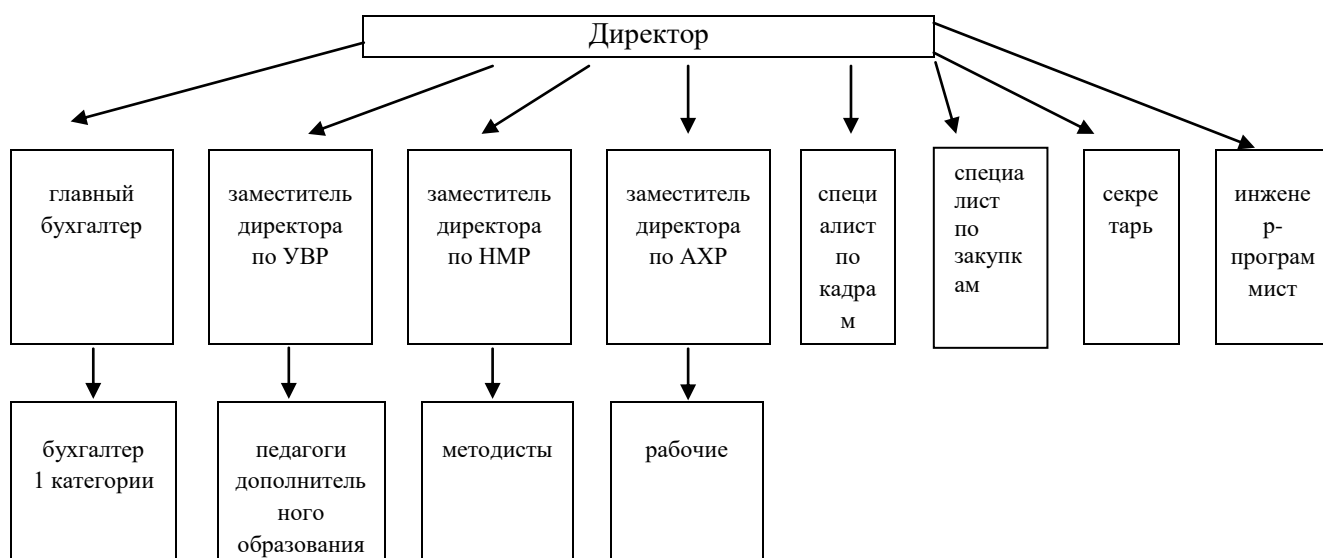 Директор
главный
бухгалтер
заместитель
директора
по УВР
заместитель
директора
по НМР
заместитель
директора
по АХР
специ
алист
по
кадра
м
специа
лист
по
закупк
ам
секре
тарь
инжене
р-
програм
мист
бухгалтер
1 категории
педагоги
дополнитель
ного
образования
методисты
рабочие